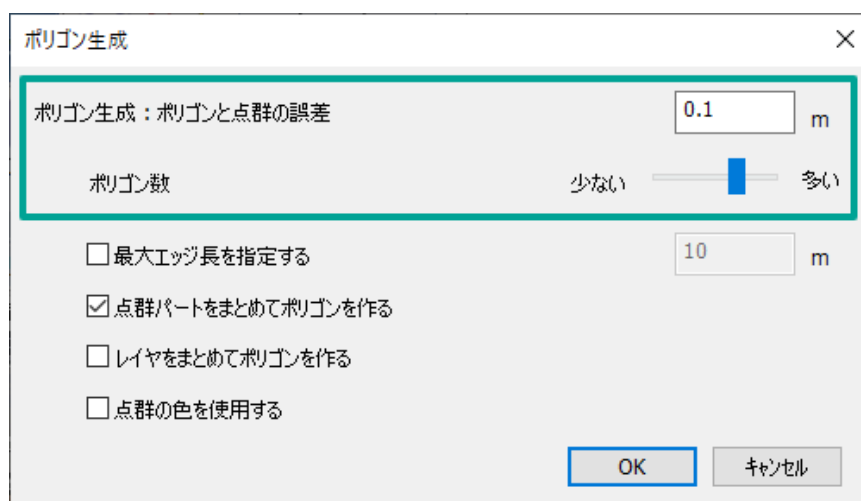 ポリゴン生成
ポリゴン生成：ポリゴンと点群の誤差 0.1 m
ポリゴン数 少ない 多い
最大エッジ長を指定する 10 m
点群パートをまとめてポリゴンを作る
レイヤをまとめてポリゴンを作る
点群の色を使用する
OK キャンセル